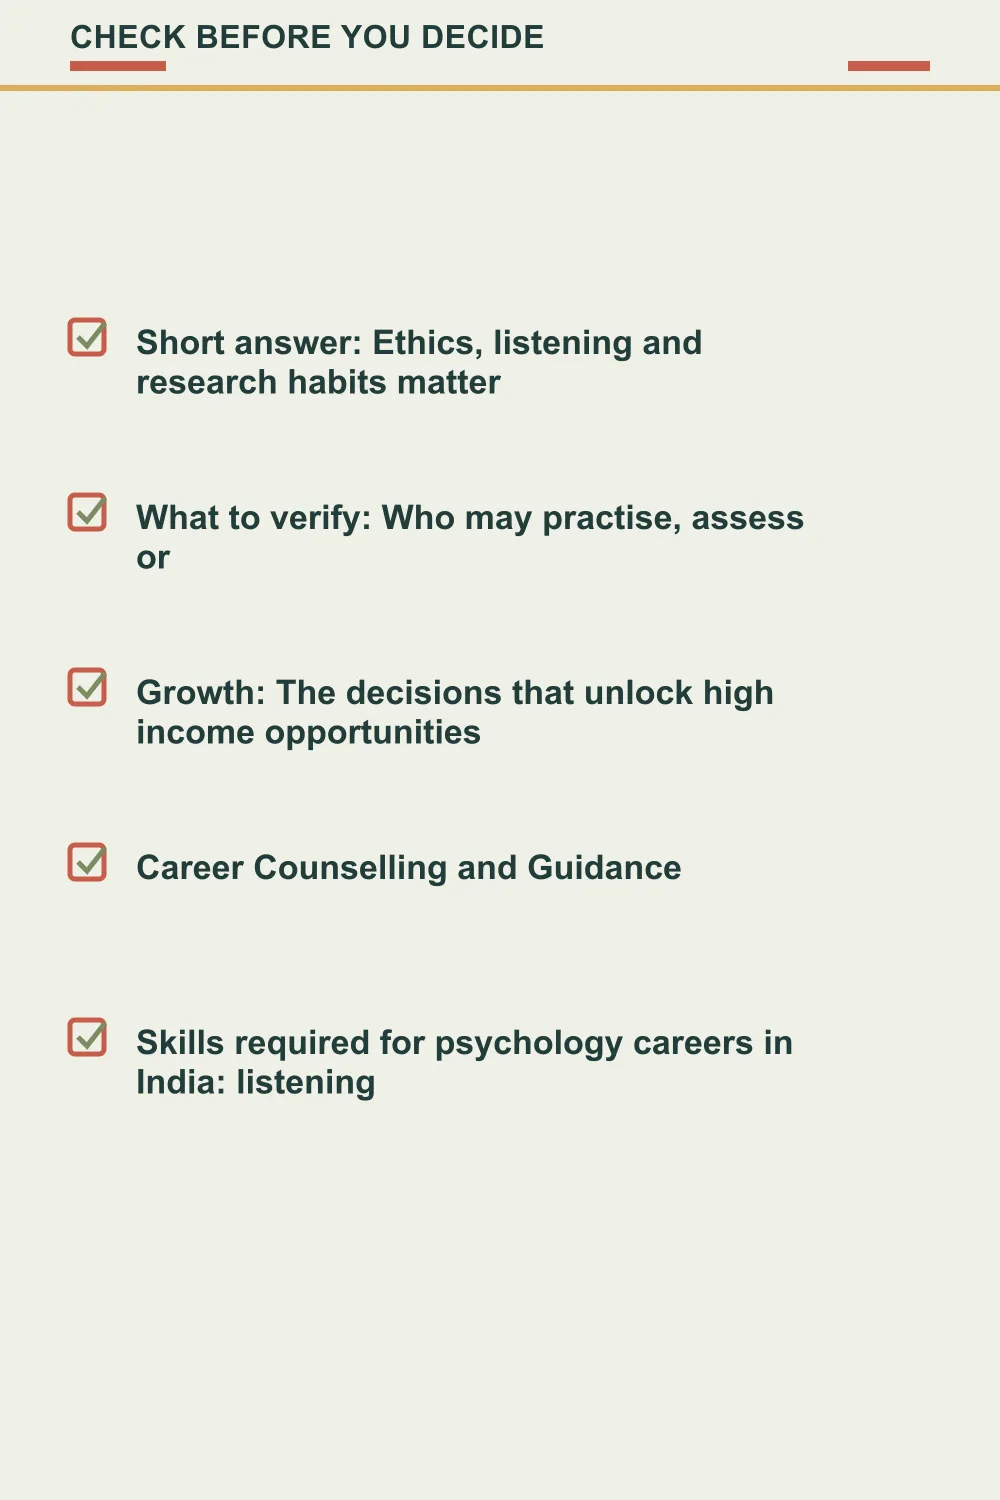 CHECK BEFORE YOU DECIDE
Short answer: Ethics, listening and
research habits matter
What to verify: Who may practise, assess
or
Growth: The decisions that unlock high
income opportunities
Career Counselling and Guidance
Skills required for psychology careers in
India: listening